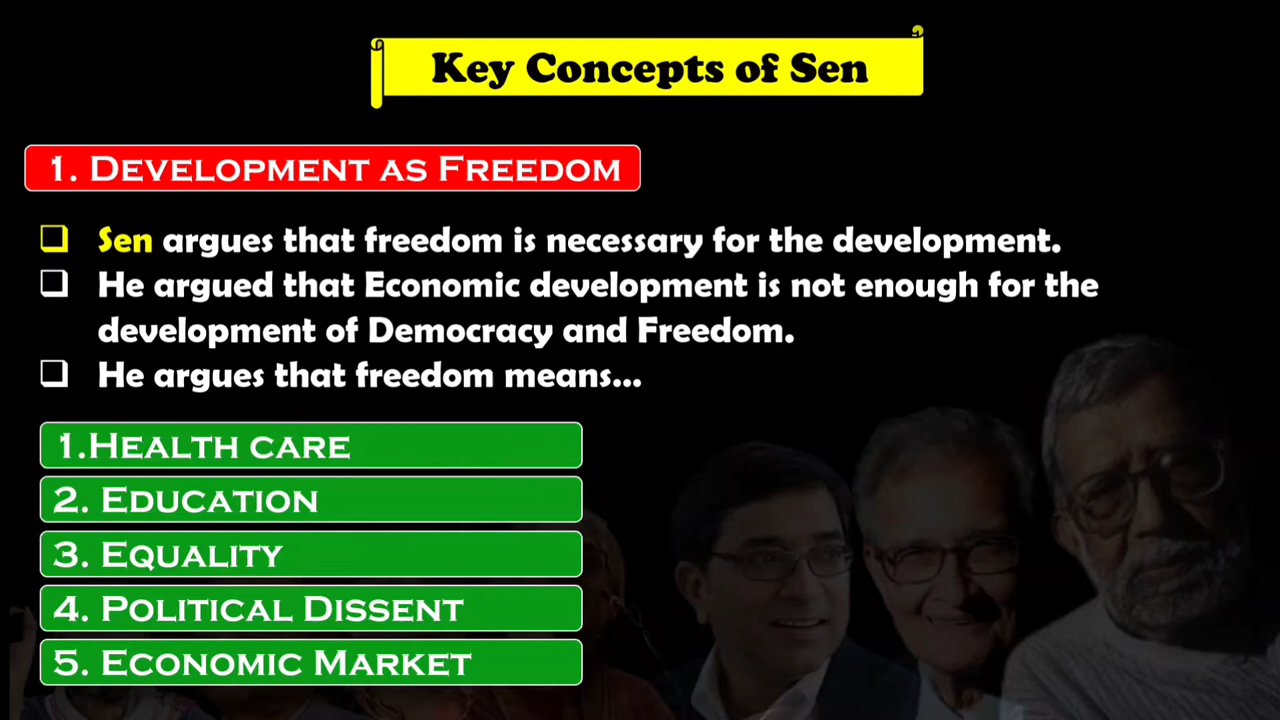 Key Concepts of Sen
1. Development as Freedom
Sen argues that freedom is necessary for the development.
He argued that Economic development is not enough for the
development of Democracy and Freedom.
He argues that freedom means...
1.Health care
2. Education
3. Equality
4. Political Dissent
5. Economic Market